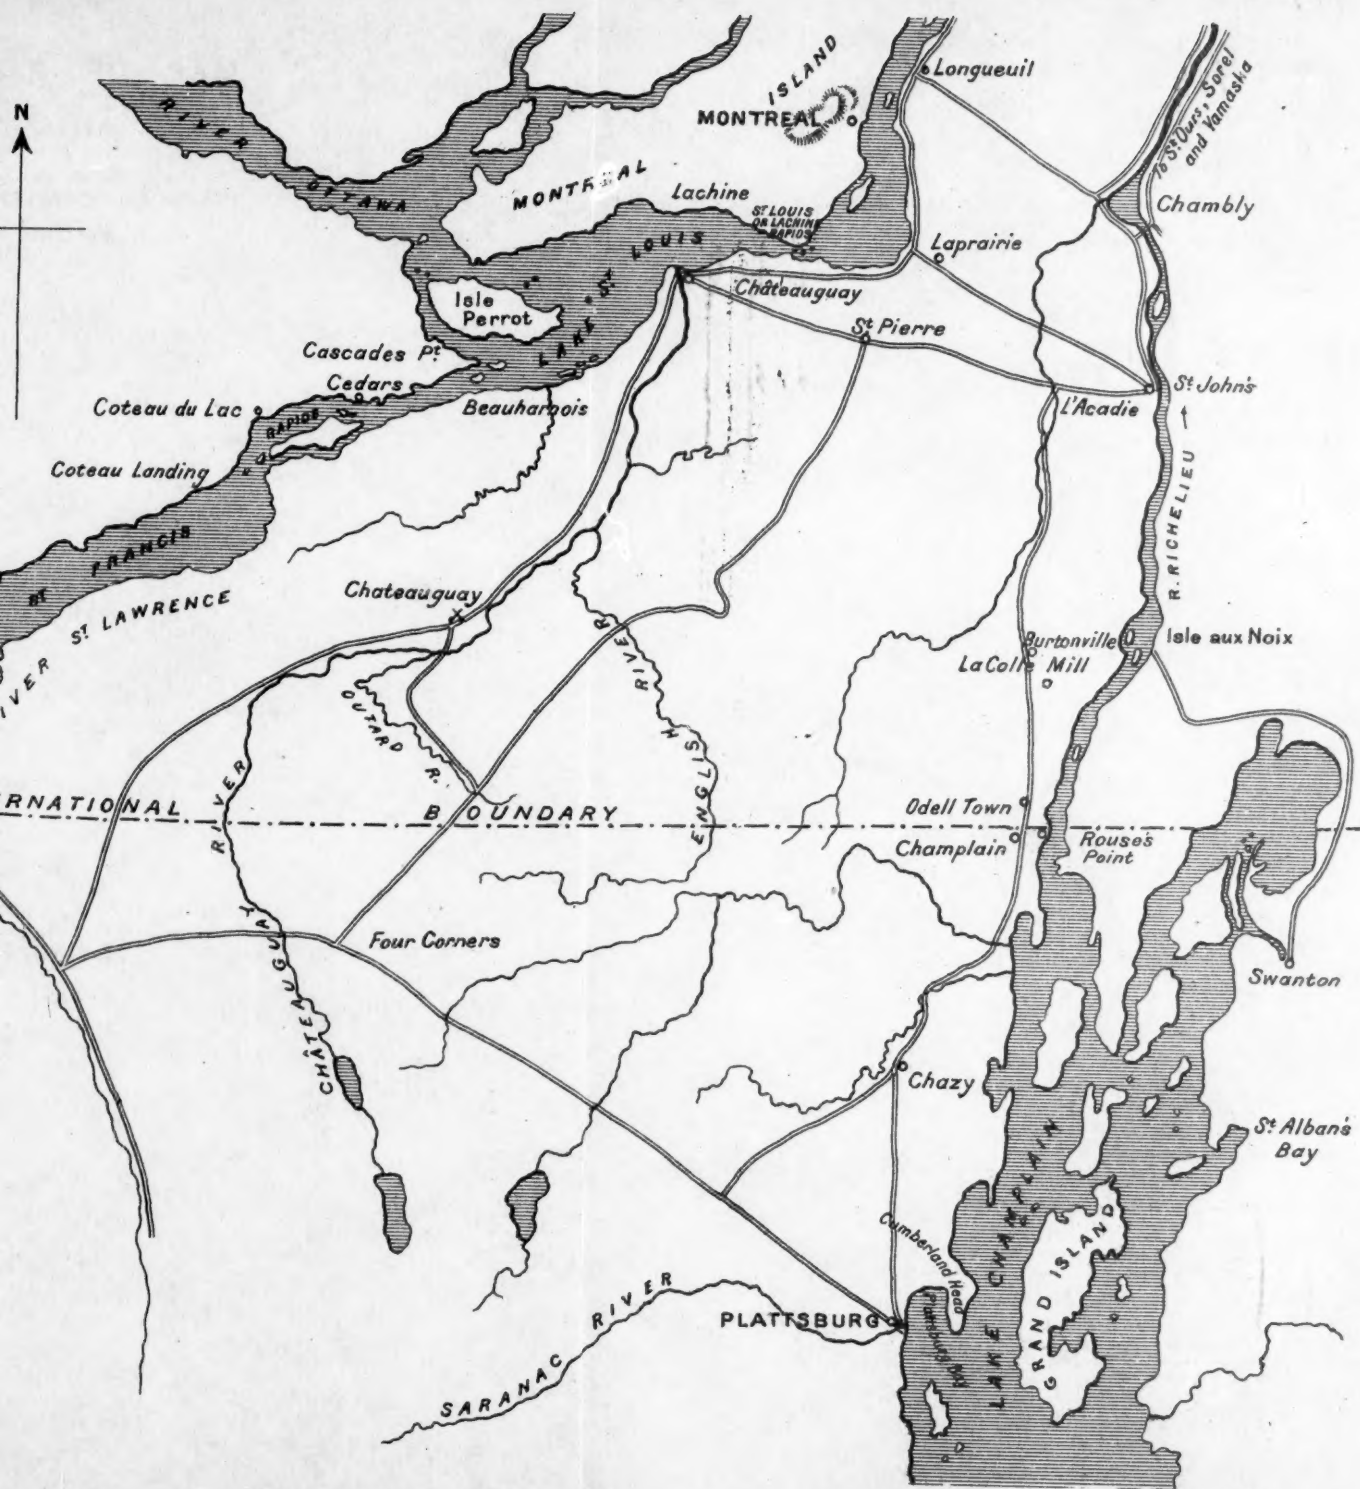 N
RIVER
OTTAWA
ISLAND
MONTREAL
MONTREAL
Longueuil
To St. Ours, Sorel
and Yamaska
Chambly
Lachine
ST. LOUIS
OR LACHINE
RAPIDS
Laprairie
LAKE ST. LOUIS
Châteauguay
Isle
Perrot
St. Pierre
Cascades Pt.
Cedars
Coteau du Lac
RAPIDS
Beauharnois
L'Acadie
St. John's
Coteau Landing
R. RICHELIEU
ST. FRANCIS
IVER ST. LAWRENCE
Chateauguay
Burtonville
Isle aux Noix
La Colle Mill
OUTARD R.
ENGLISH RIVER
RNATIONAL BOUNDARY
Odell Town
Champlain
Rouse's
Point
CHÂTEAUGUAY RIVER
Four Corners
Swanton
Chazy
St. Alban's
Bay
Cumberland Head
LAKE CHAMPLAIN
GRAND ISLAND
PLATTSBURG
Plattsburg Bay
SARANAC RIVER